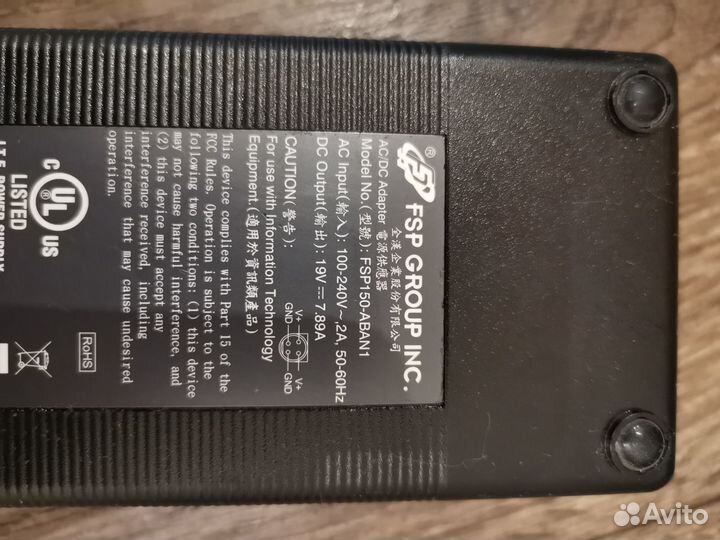 FSP GROUP INC.
全漢企業股份有限公司
AC/DC Adapter 電源供應器
Model No.(型號): FSP150-ABAN1
AC Input(輸入): 100-240V~,2A, 50-60Hz
DC Output(輸出): 19V 7.89A
CAUTION(警告):
For use with Information Technology
Equipment.(適用於資訊類產品)
V+ V+
GND GND
This device complies with Part 15 of the
FCC Rules. Operation is subject to the
following two conditions: (1) this device
may not cause harmful interference, and
(2) this device must accept any
interference received, including
interference that may cause undesired
operation.
C UL US
LISTED
I.T.E. POWER SUPPLY
RoHS
Avito